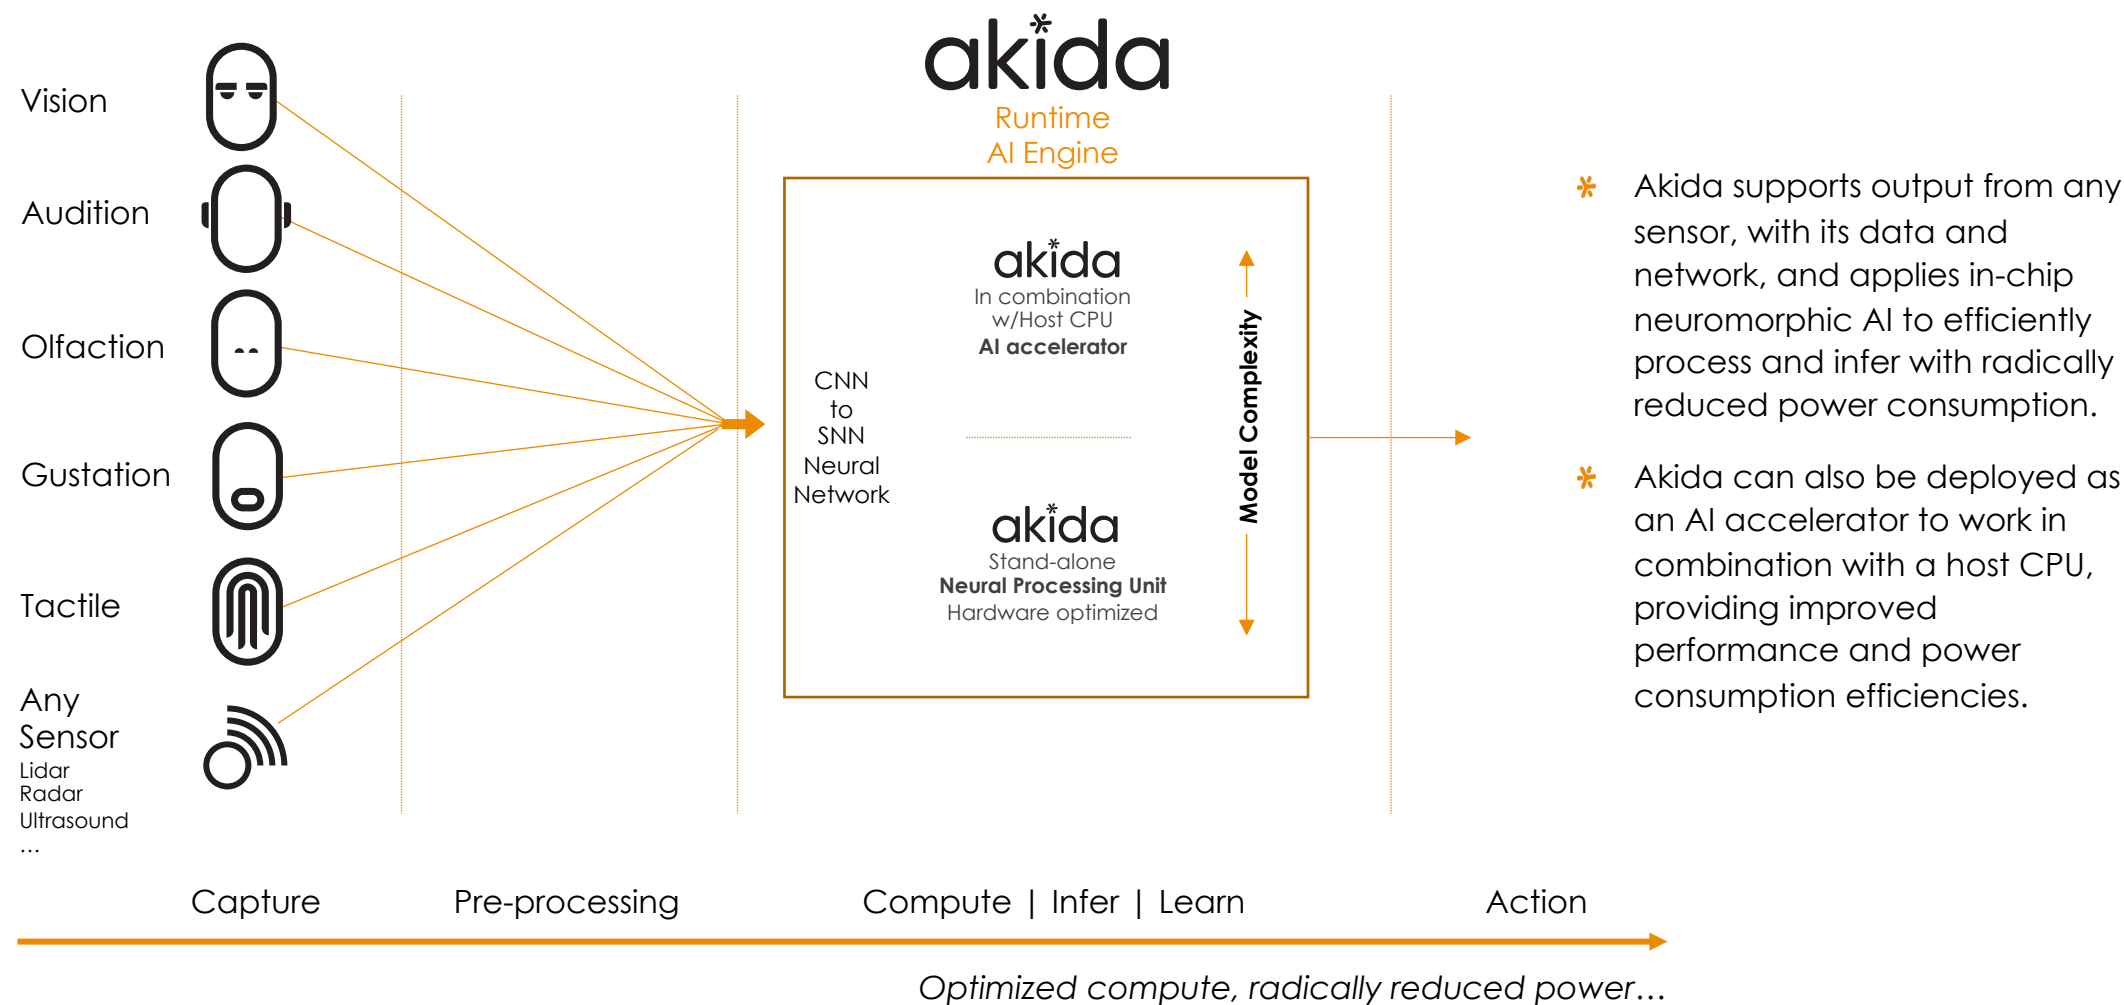 akida
Runtime
AI Engine
Vision
Audition
Olfaction
Gustation
Tactile
Any
Sensor
Lidar
Radar
Ultrasound
…
CNN
to
SNN
Neural
Network
akida
In combination
w/Host CPU
AI accelerator
akida
Stand-alone
Neural Processing Unit
Hardware optimized
Model Complexity
Akida supports output from any
sensor, with its data and
network, and applies in-chip
neuromorphic AI to efficiently
process and infer with radically
reduced power consumption.
Akida can also be deployed as
an AI accelerator to work in
combination with a host CPU,
providing improved
performance and power
consumption efficiencies.
Capture
Pre-processing
Compute | Infer | Learn
Action
Optimized compute, radically reduced power…